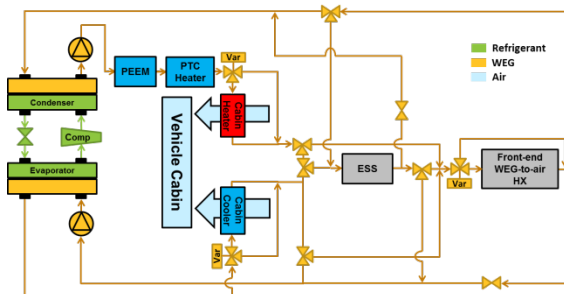 Refrigerant
WEG
Air
Var
PEEM
PTC
Heater
Condenser
Comp
Evaporator
Vehicle Cabin
Cabin
Heater
Cabin
Cooler
ESS
Var
Front-end
WEG-to-air
HX
Var